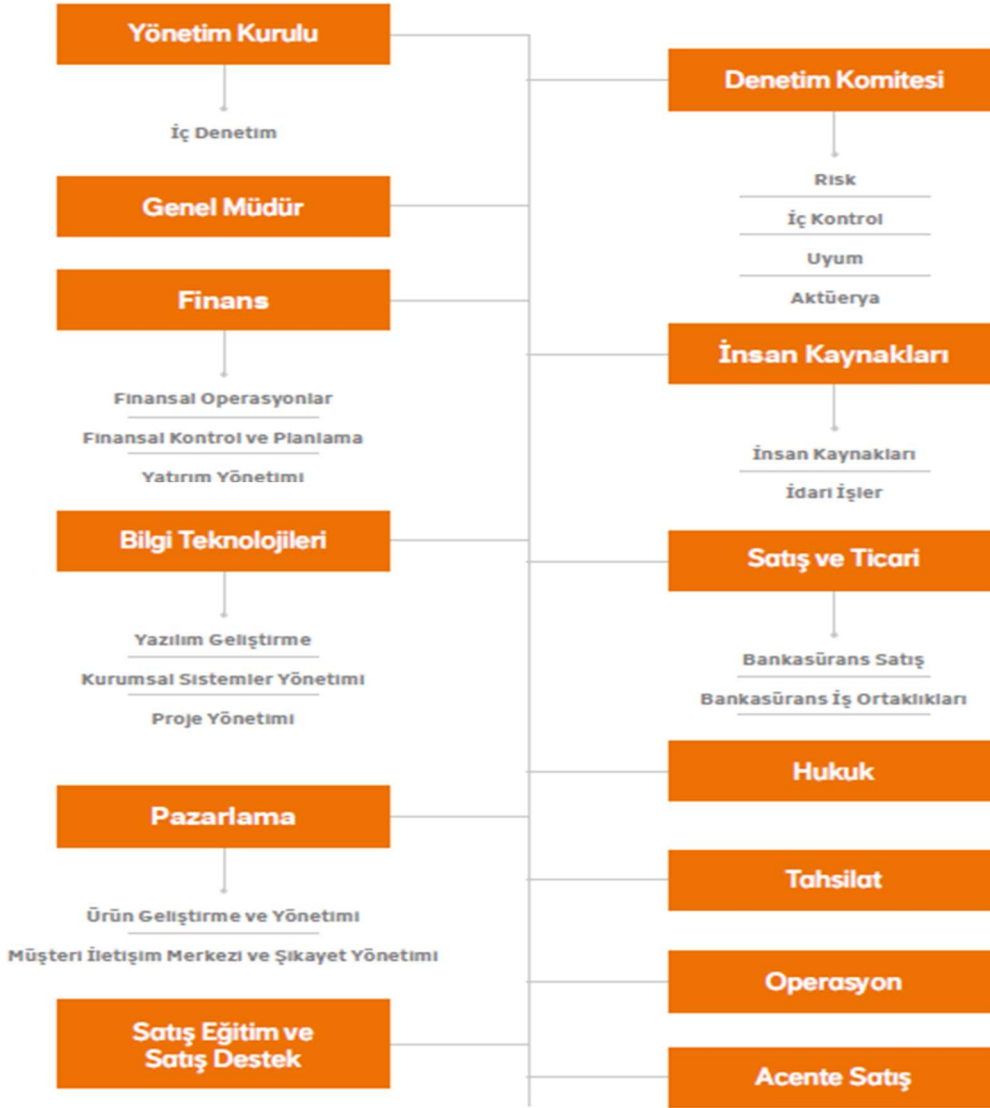 Yönetim Kurulu
İç Denetim
Genel Müdür
Finans
Finansal Operasyonlar
Finansal Kontrol ve Planlama
Yatırım Yönetimi
Bilgi Teknolojileri
Yazılım Geliştirme
Kurumsal Sistemler Yönetimi
Proje Yönetimi
Pazarlama
Ürün Geliştirme ve Yönetimi
Müşteri İletişim Merkezi ve Şikayet Yönetimi
Satış Eğitim ve
Satış Destek
Denetim Komitesi
Risk
İç Kontrol
Uyum
Aktüerya
İnsan Kaynakları
İnsan Kaynakları
İdari İşler
Satış ve Ticari
Bankasürans Satış
Bankasürans İş Ortaklıkları
Hukuk
Tahsilat
Operasyon
Acente Satış